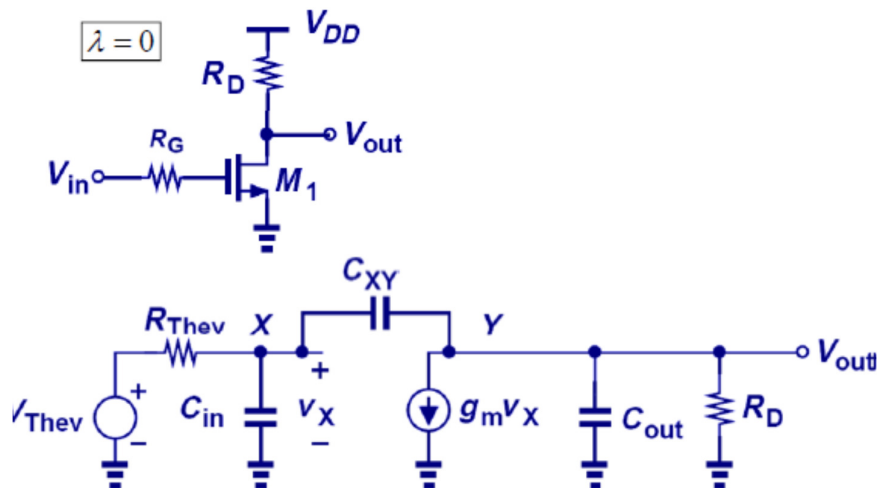 λ = 0
V_DD
R_D
V_out
R_G
V_in
M_1
C_XY
R_Thev
X
Y
V_out
+
+
V_Thev
C_in
v_X
g_m v_X
C_out
R_D
−
−